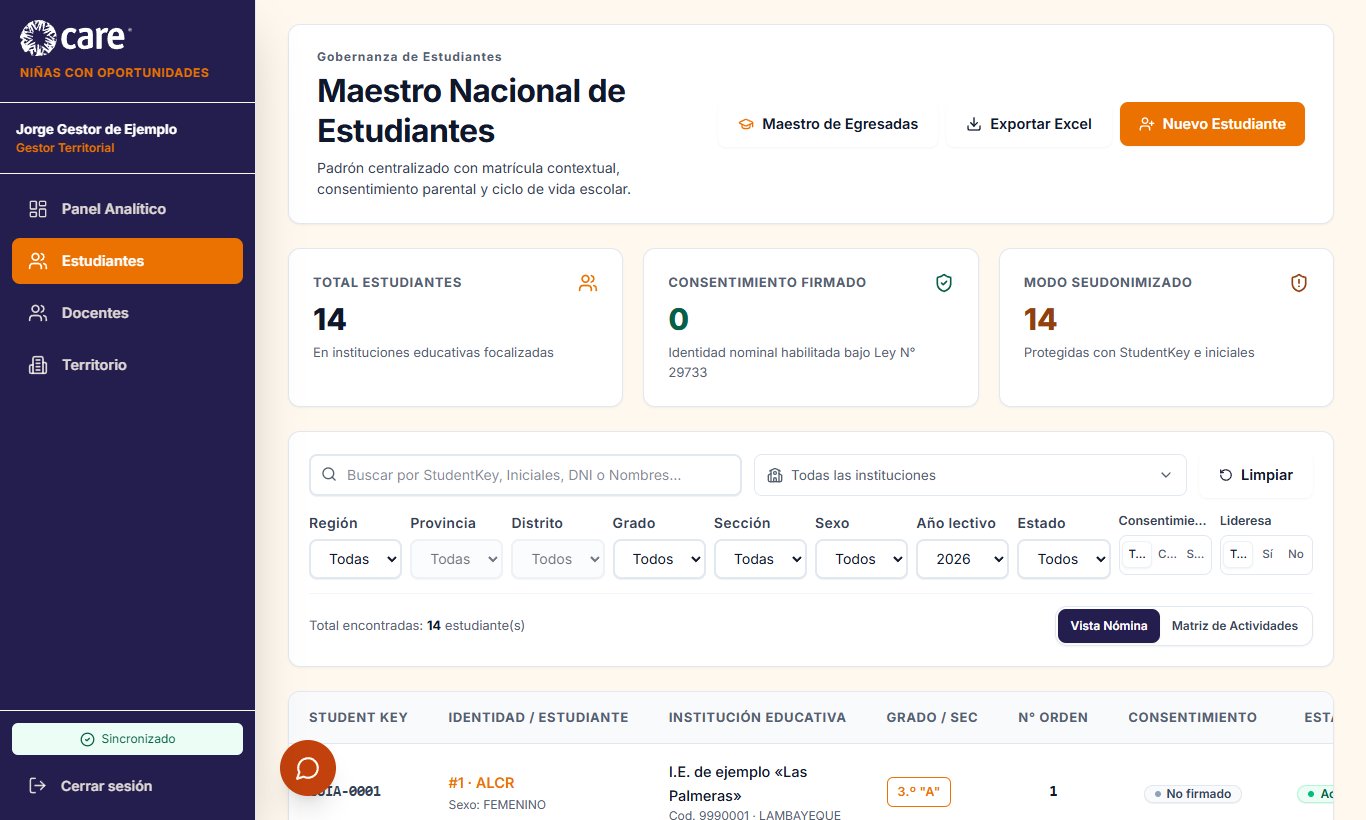 care
NIÑAS CON OPORTUNIDADES
Jorge Gestor de Ejemplo
Gestor Territorial
Panel Analítico
Estudiantes
Docentes
Territorio
Sincronizado
Cerrar sesión
Gobernanza de Estudiantes
Maestro Nacional de
Estudiantes
Padrón centralizado con matrícula contextual,
consentimiento parental y ciclo de vida escolar.
Maestro de Egresadas
Exportar Excel
Nuevo Estudiante
TOTAL ESTUDIANTES
14
En instituciones educativas focalizadas
CONSENTIMIENTO FIRMADO
0
Identidad nominal habilitada bajo Ley N°
29733
MODO SEUDONIMIZADO
14
Protegidas con StudentKey e iniciales
Buscar por StudentKey, Iniciales, DNI o Nombres...
Todas las instituciones
Limpiar
Región Provincia Distrito Grado Sección Sexo Año lectivo Estado Consentimie... Lideresa
Todas Todas Todos Todos Todas Todos 2026 Todos T... C... S... T... Sí No
Total encontradas: 14 estudiante(s)
Vista Nómina Matriz de Actividades
STUDENT KEY IDENTIDAD / ESTUDIANTE INSTITUCIÓN EDUCATIVA GRADO / SEC N° ORDEN CONSENTIMIENTO
IA-0001
#1 · ALCR
Sexo: FEMENINO
I.E. de ejemplo «Las
Palmeras»
Cod. 9990001 · LAMBAYEQUE
3.º "A"
1
No firmado